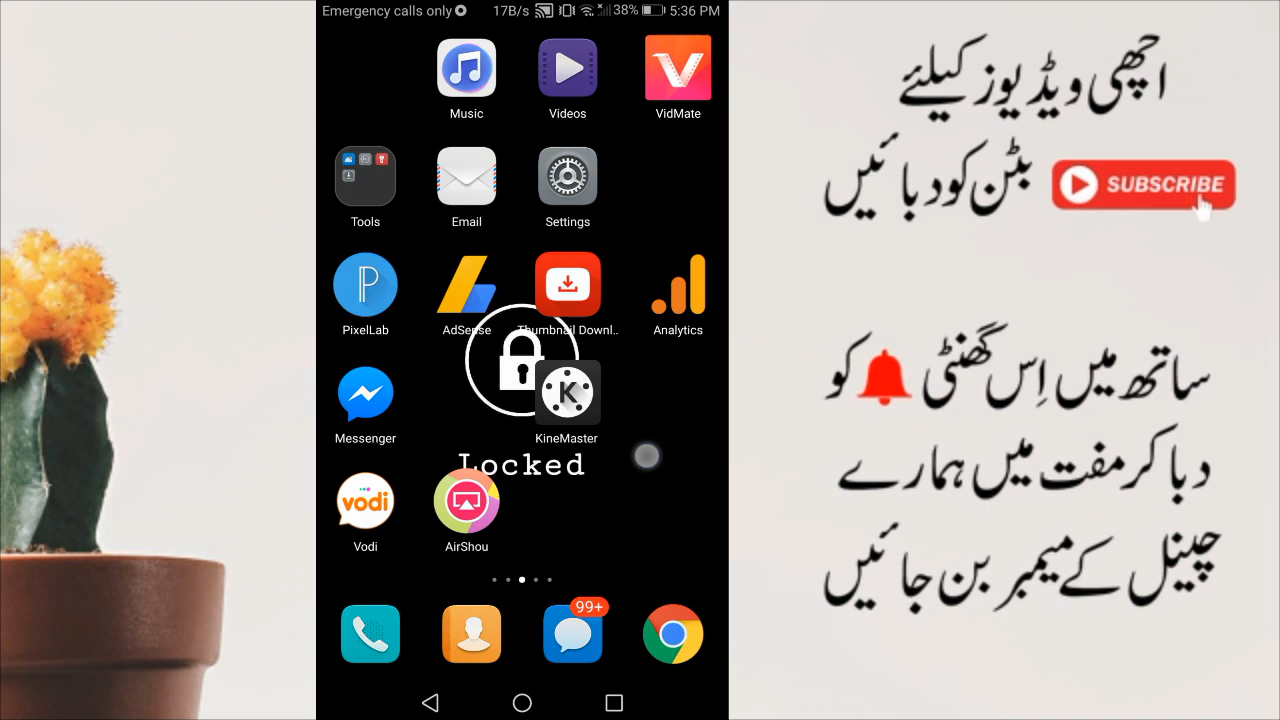 Emergency calls only 17B/s 38% 5:36 PM
Music Videos VidMate
Tools Email Settings
PixelLab AdSense Thumbnail Downl.. Analytics
Messenger KineMaster
Locked
vodi
Vodi AirShou
99+
اچھی ویڈیوز کیلئے
بٹن کو دبائیں SUBSCRIBE
ساتھ میں اِس گھنٹی کو
دبا کر مفت میں ہمارے
چینل کے میمبر بن جائیں